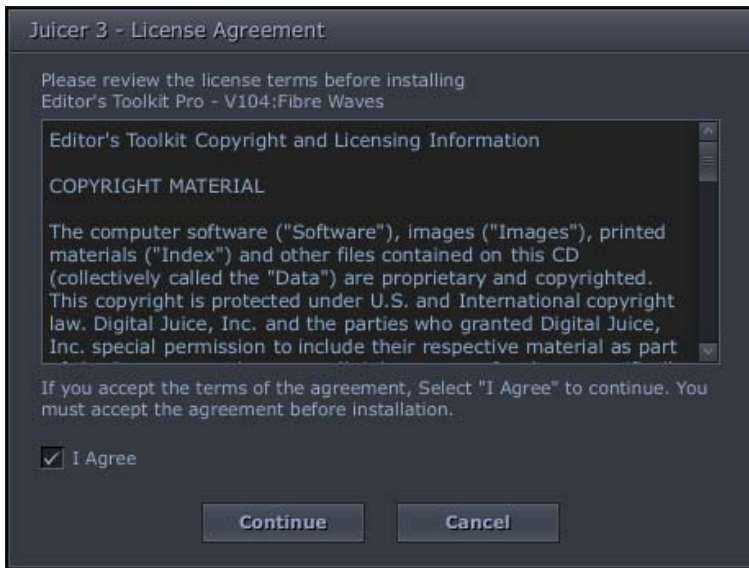 Juicer 3 - License Agreement
Please review the license terms before installing
Editor's Toolkit Pro - V104:Fibre Waves
Editor's Toolkit Copyright and Licensing Information
COPYRIGHT MATERIAL
The computer software ("Software"), images ("Images"), printed
materials ("Index") and other files contained on this CD
(collectively called the "Data") are proprietary and copyrighted.
This copyright is protected under U.S. and International copyright
law. Digital Juice, Inc. and the parties who granted Digital Juice,
Inc. special permission to include their respective material as part
If you accept the terms of the agreement, Select "I Agree" to continue. You
must accept the agreement before installation.
I Agree
Continue
Cancel